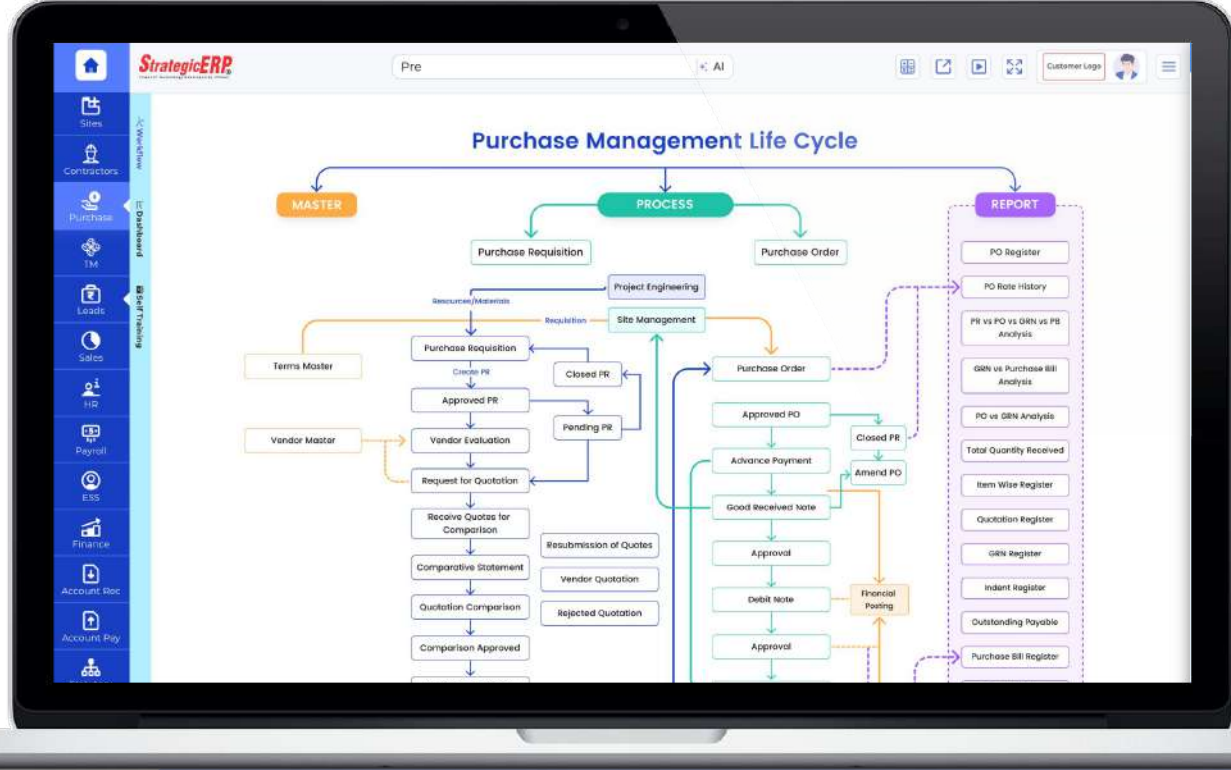 StrategicERP
Pre
AI
Customer Logo
Sites
Contractors
Purchase
TM
Leads
Sales
HR
Payroll
ESS
Finance
Account Rec
Account Pay
Workflow
Dashboard
Self Training
Purchase Management Life Cycle
MASTER
PROCESS
REPORT
Purchase Requisition
Purchase Order
Project Engineering
Resources/Materials
Requisition
Site Management
Terms Master
Vendor Master
Purchase Requisition
Create PR
Closed PR
Approved PR
Pending PR
Vendor Evaluation
Request for Quotation
Receive Quotes for
Comparison
Comparative Statement
Quotation Comparison
Comparison Approved
Resubmission of Quotes
Vendor Quotation
Rejected Quotation
Purchase Order
Approved PO
Closed PR
Advance Payment
Amend PO
Good Received Note
Approval
Debit Note
Financial
Posting
Approval
PO Register
PO Rate History
PR vs PO vs GRN vs PB
Analysis
GRN vs Purchase Bill
Analysis
PO vs GRN Analysis
Total Quantity Received
Item Wise Register
Quotation Register
GRN Register
Indent Register
Outstanding Payable
Purchase Bill Register